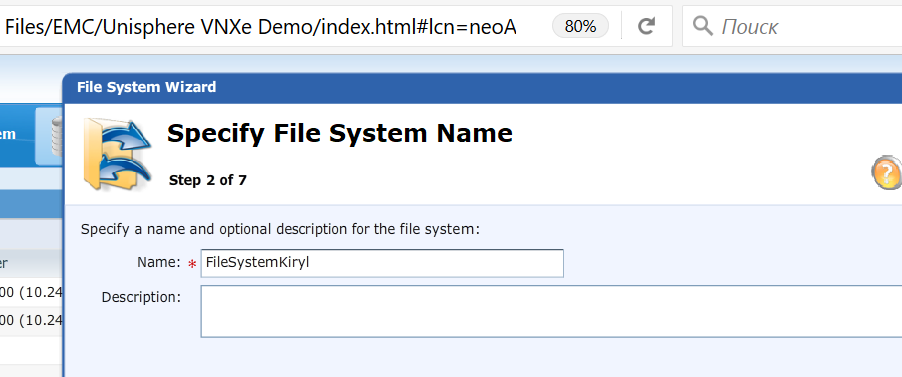 Files/EMC/Unisphere VNXe Demo/index.html#lcn=neoA 80% Поиск
File System Wizard
em
Specify File System Name
Step 2 of 7
?
Specify a name and optional description for the file system:
er
Name: * FileSystemKiryl
00 (10.24
Description:
00 (10.24